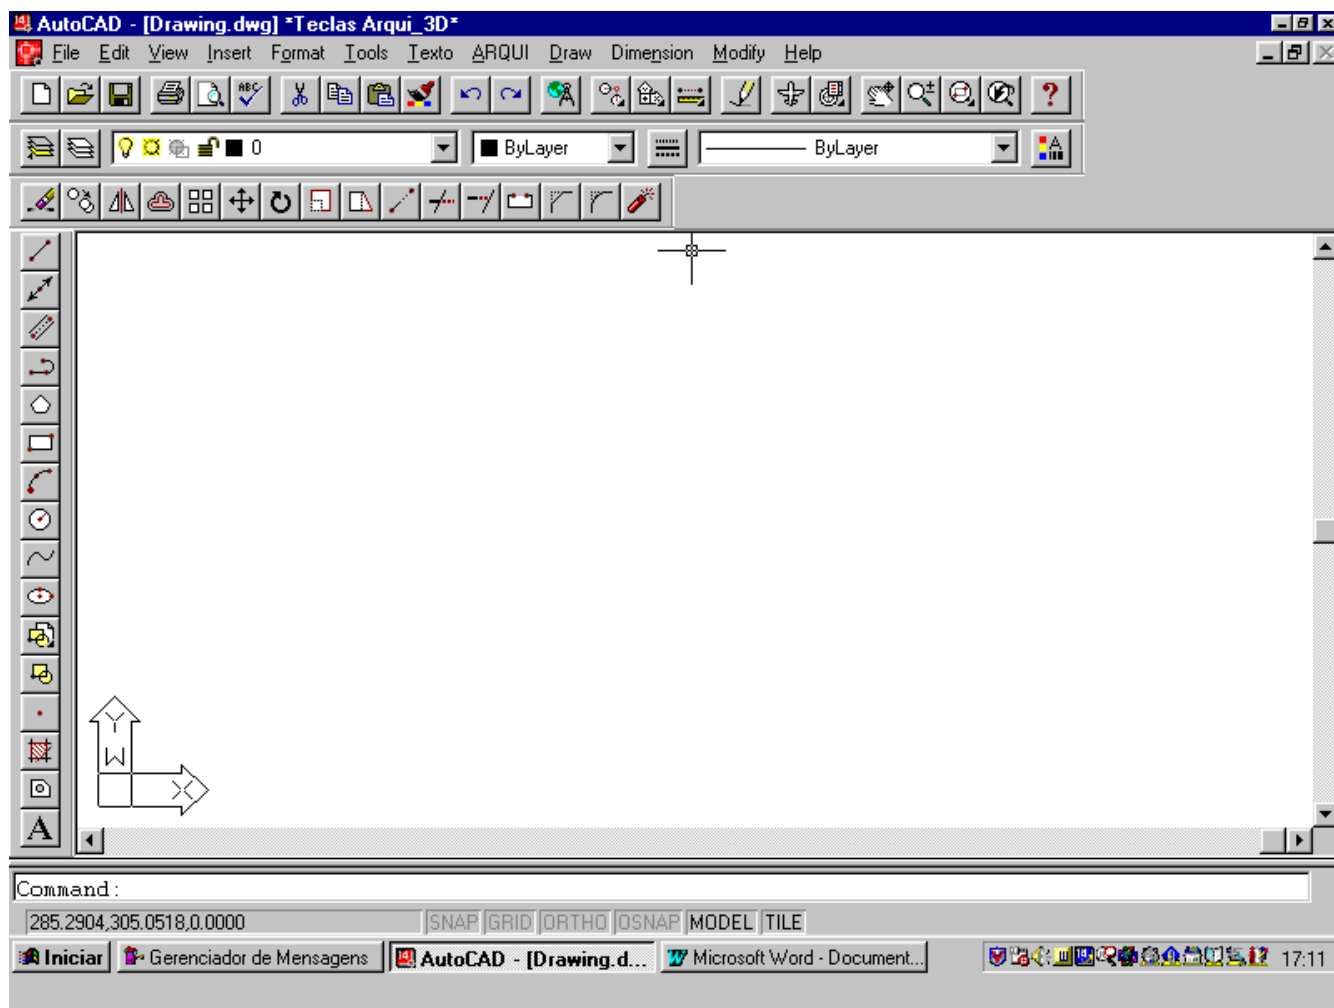 AutoCAD - [Drawing.dwg] *Teclas Arqui_3D*
File Edit View Insert Format Tools Texto ARQUI Draw Dimension Modify Help
ABC
0 ByLayer ByLayer A
Y
W
X
A
Command:
285.2904,305.0518,0.0000 SNAP GRID ORTHO OSNAP MODEL TILE
Iniciar Gerenciador de Mensagens AutoCAD - [Drawing.d... Microsoft Word - Document... 17:11